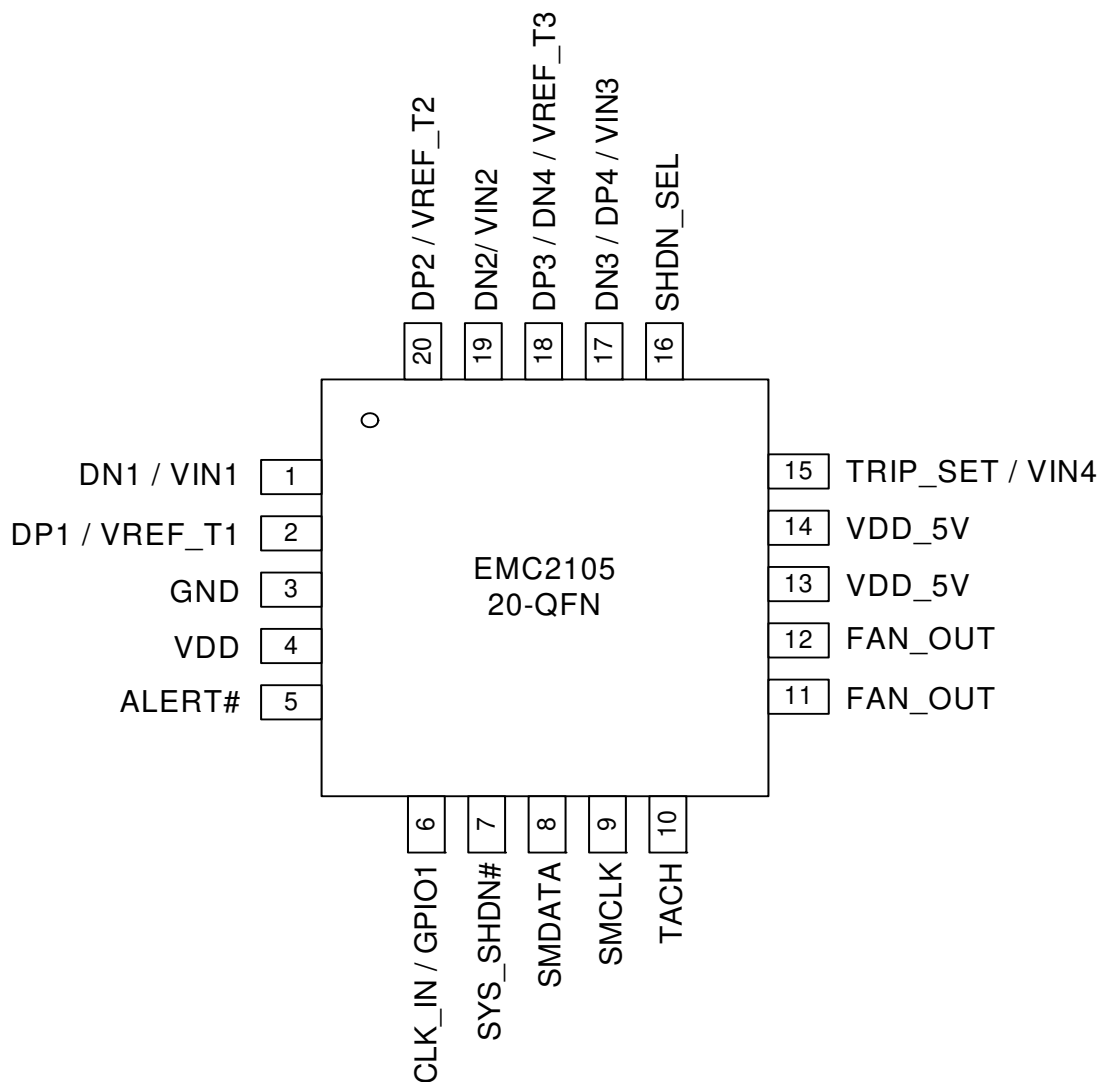 DP2 / VREF_T2
DN2/ VIN2
DP3 / DN4 / VREF_T3
DN3 / DP4 / VIN3
SHDN_SEL
20
19
18
17
16
DN1 / VIN1
1
DP1 / VREF_T1
2
GND
3
VDD
4
ALERT#
5
EMC2105
20-QFN
15
TRIP_SET / VIN4
14
VDD_5V
13
VDD_5V
12
FAN_OUT
11
FAN_OUT
6
7
8
9
10
CLK_IN / GPIO1
SYS_SHDN#
SMDATA
SMCLK
TACH